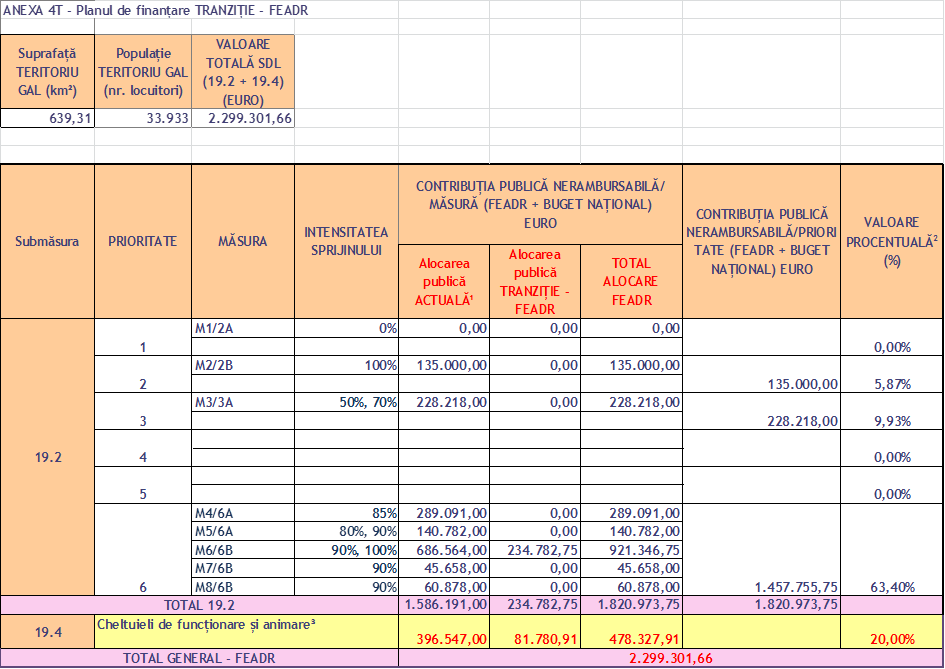 ANEXA 4T - Planul de finanțare TRANZIȚIE - FEADR
Suprafață
TERITORIU
GAL (km²)
Populație
TERITORIU GAL
(nr. locuitori)
VALOARE
TOTALĂ SDL
(19.2 + 19.4)
(EURO)
639,31 33.933 2.299.301,66
Submăsura
PRIORITATE
MĂSURA
INTENSITATEA
SPRIJINULUI
CONTRIBUȚIA PUBLICĂ NERAMBURSABILĂ/
MĂSURĂ (FEADR + BUGET NAȚIONAL)
EURO
Alocarea
publică
ACTUALĂ¹
Alocarea
publică
TRANZIȚIE -
FEADR
TOTAL
ALOCARE
FEADR
CONTRIBUȚIA PUBLICĂ
NERAMBURSABILĂ/PRIORI
TATE (FEADR + BUGET
NAȚIONAL) EURO
VALOARE
PROCENTUALĂ²
(%)
19.2
M1/2A 0% 0,00 0,00 0,00
1 0,00%
M2/2B 100% 135.000,00 0,00 135.000,00
2 135.000,00 5,87%
M3/3A 50%, 70% 228.218,00 0,00 228.218,00
3 228.218,00 9,93%
4 0,00%
5 0,00%
M4/6A 85% 289.091,00 0,00 289.091,00
M5/6A 80%, 90% 140.782,00 0,00 140.782,00
M6/6B 90%, 100% 686.564,00 234.782,75 921.346,75
M7/6B 90% 45.658,00 0,00 45.658,00
6 M8/6B 90% 60.878,00 0,00 60.878,00 1.457.755,75 63,40%
TOTAL 19.2 1.586.191,00 234.782,75 1.820.973,75 1.820.973,75
19.4 Cheltuieli de funcționare și animare³ 396.547,00 81.780,91 478.327,91 20,00%
TOTAL GENERAL - FEADR 2.299.301,66